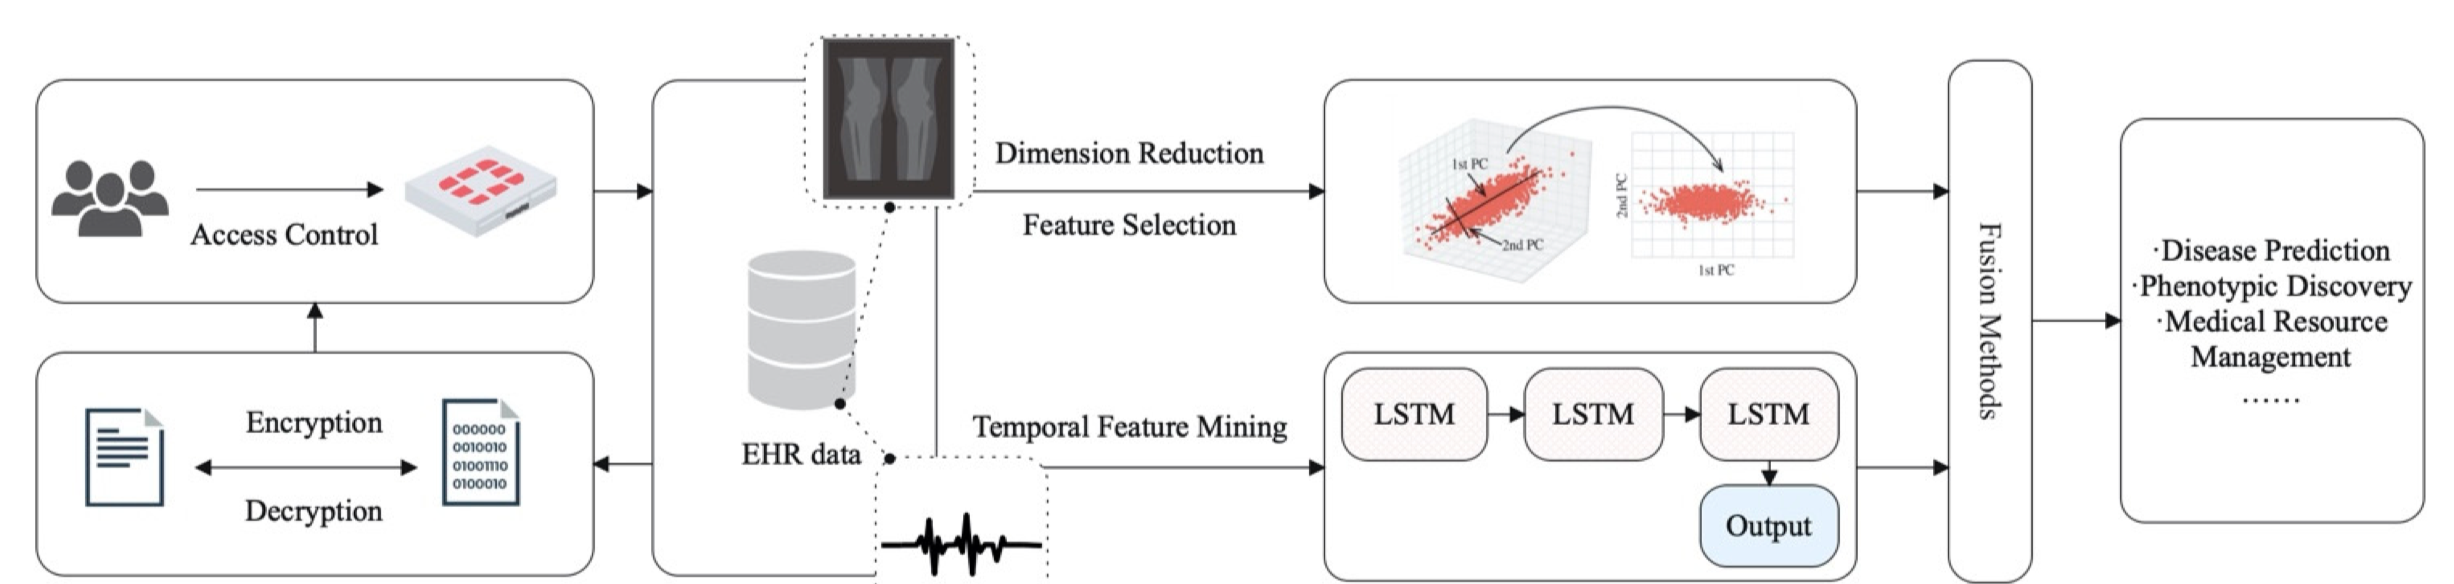 Access Control
Encryption
Decryption
000000
0010010
01001110
0100010
EHR data
Dimension Reduction
Feature Selection
Temporal Feature Mining
1st PC
2nd PC
2nd PC
1st PC
LSTM
LSTM
LSTM
Output
Fusion Methods
·Disease Prediction
·Phenotypic Discovery
·Medical Resource
Management
······